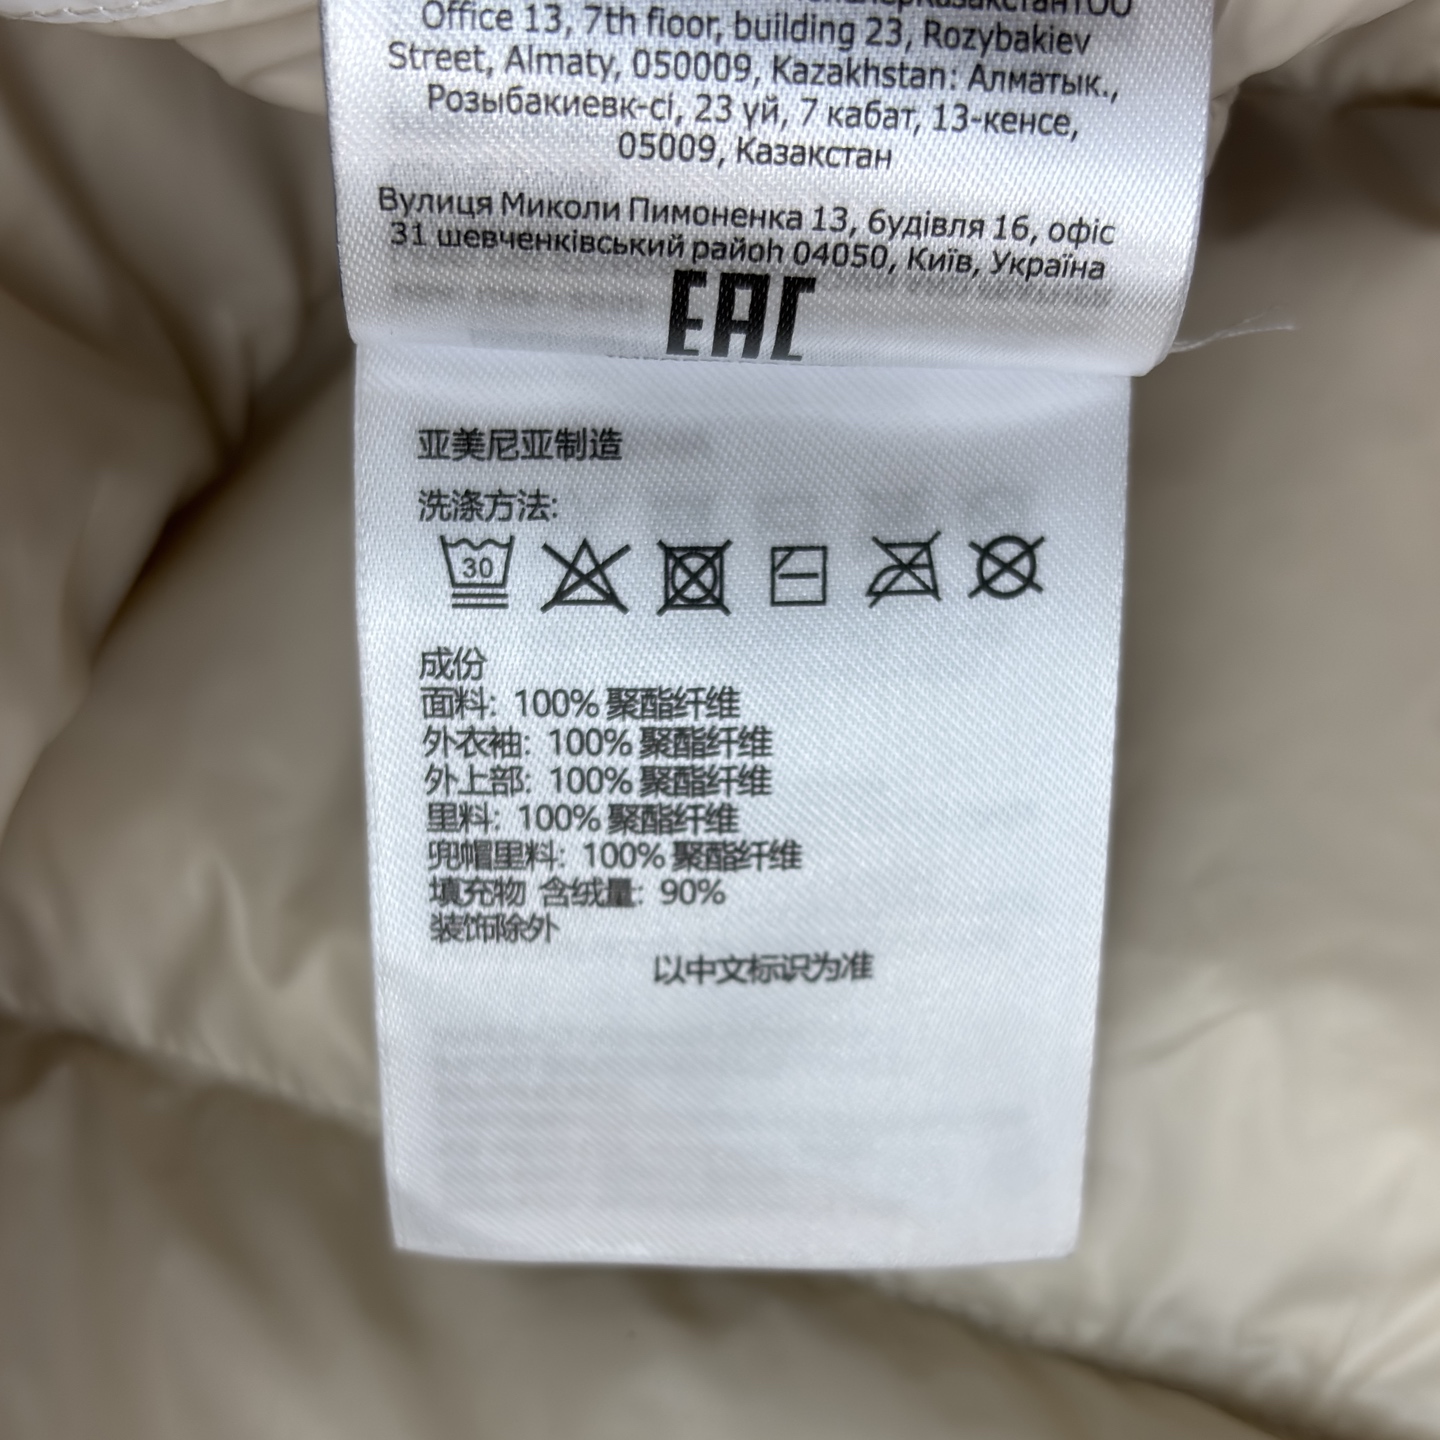 Office 13, 7th floor, building 23, Rozybakiev
Street, Almaty, 050009, Kazakhstan: Алматык.,
Розыбакиевк-сі, 23 үй, 7 кабат, 13-кенсе,
05009, Казакстан
Вулиця Миколи Пимоненка 13, будівля 16, офіс
31 шевченківський райоh 04050, Київ, Україна
EAC
亚美尼亚制造
洗涤方法:
30
成份
面料: 100% 聚酯纤维
外衣袖: 100% 聚酯纤维
外上部: 100% 聚酯纤维
里料: 100% 聚酯纤维
兜帽里料: 100% 聚酯纤维
填充物 含绒量: 90%
装饰除外
以中文标识为准